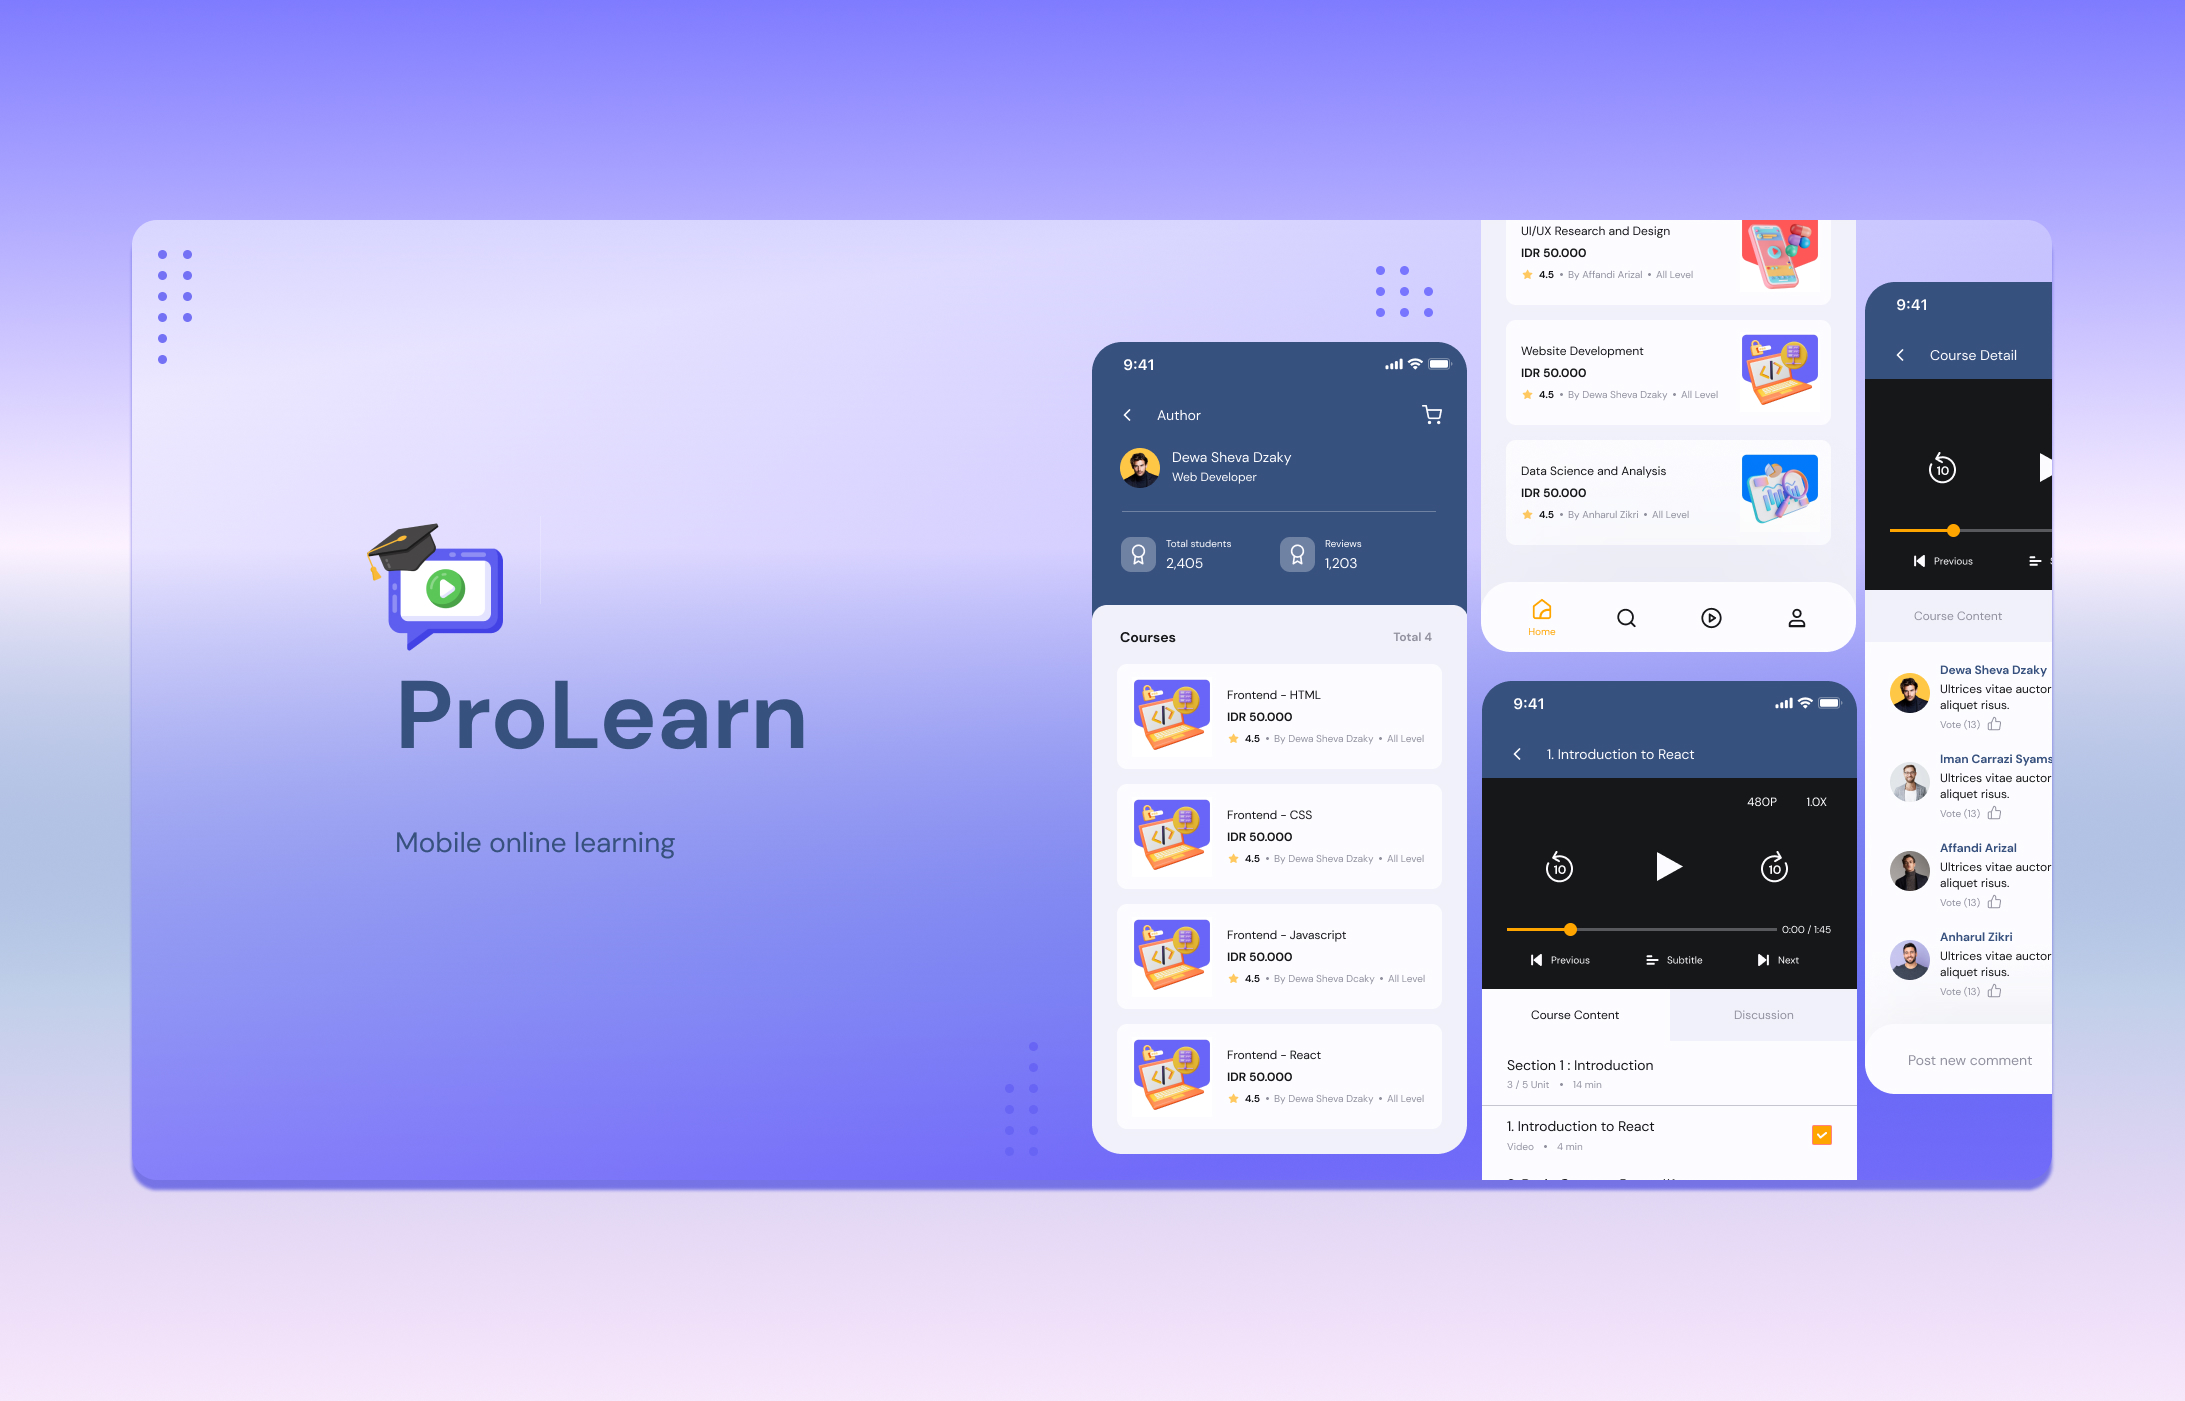 ProLearn
Mobile online learning
9:41
Author
Dewa Sheva Dzaky
Web Developer
Total students
2,405
Reviews
1,203
Courses
Total 4
Frontend - HTML
IDR 50.000
4.5 • By Dewa Sheva Dzaky • All Level
Frontend - CSS
IDR 50.000
4.5 • By Dewa Sheva Dzaky • All Level
Frontend - Javascript
IDR 50.000
4.5 • By Dewa Sheva Dcaky • All Level
Frontend - React
IDR 50.000
4.5 • By Dewa Sheva Dzaky • All Level
UI/UX Research and Design
IDR 50.000
4.5 • By Affandi Arizal • All Level
Website Development
IDR 50.000
4.5 • By Dewa Sheva Dzaky • All Level
Data Science and Analysis
IDR 50.000
4.5 • By Anharul Zikri • All Level
Home
9:41
1. Introduction to React
480P 1.0X
10 10
0:00 / 1:45
Previous Subtitle Next
Course Content Discussion
Section 1 : Introduction
3 / 5 Unit • 14 min
1. Introduction to React
Video • 4 min
9:41
Course Detail
10
Previous
Course Content
Dewa Sheva Dzaky
Ultrices vitae auctor
aliquet risus.
Vote (13)
Iman Carrazi Syams
Ultrices vitae auctor
aliquet risus.
Vote (13)
Affandi Arizal
Ultrices vitae auctor
aliquet risus.
Vote (13)
Anharul Zikri
Ultrices vitae auctor
aliquet risus.
Vote (13)
Post new comment